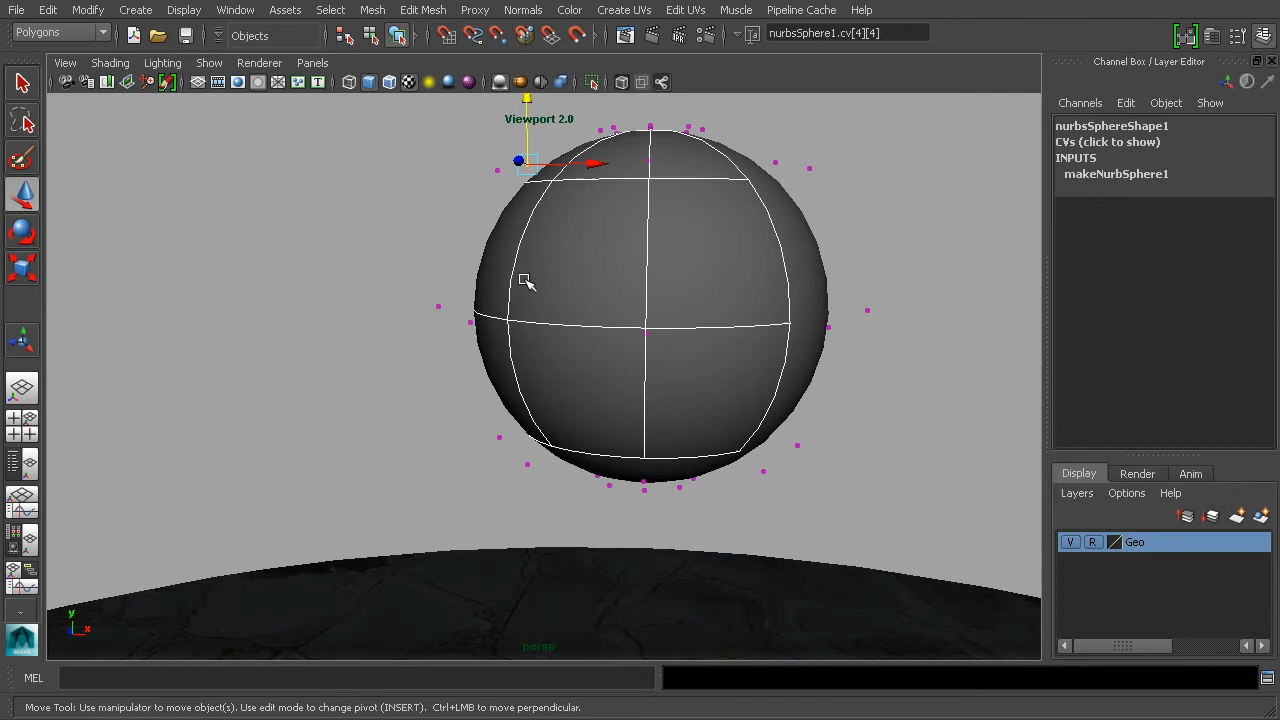 File Edit Modify Create Display Window Assets Select Mesh Edit Mesh Proxy Normals Color Create UVs Edit UVs Muscle Pipeline Cache Help
Polygons Objects nurbsSphere1.cv[4][4]
View Shading Lighting Show Renderer Panels
Channel Box / Layer Editor
Channels Edit Object Show
Viewport 2.0
nurbsSphereShape1
CVs (click to show)
INPUTS
makeNurbSphere1
Display Render Anim
Layers Options Help
V R Geo
y
x
persp
MEL
Move Tool: Use manipulator to move object(s). Use edit mode to change pivot (INSERT). Ctrl+LMB to move perpendicular.